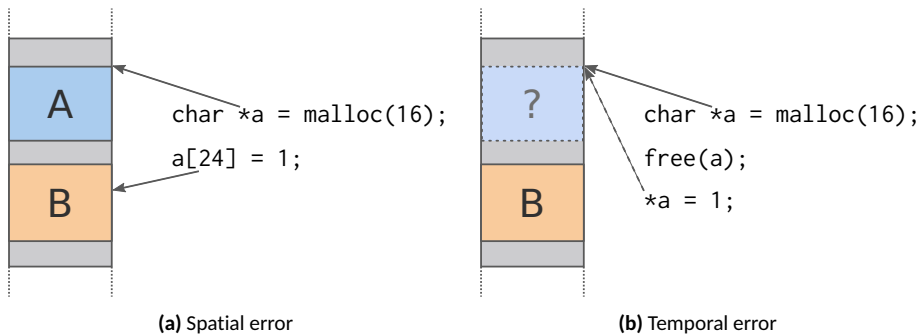 A
char *a = malloc(16);
a[24] = 1;
B
(a) Spatial error
?
char *a = malloc(16);
free(a);
*a = 1;
B
(b) Temporal error